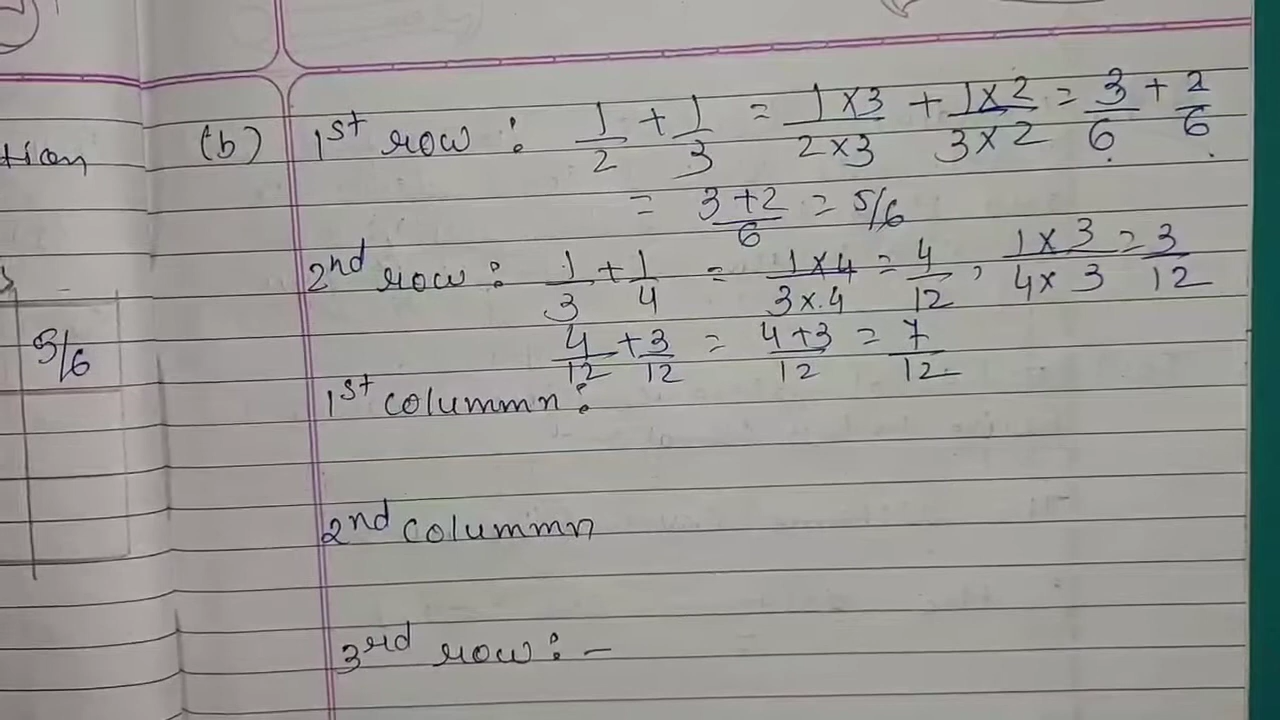 tion
(b) 1st row: 1/2 + 1/3 = 1×3/2×3 + 1×2/3×2 = 3/6 + 2/6
= 3+2/6 = 5/6
2nd row: 1/3 + 1/4 = 1×4/3×4 = 4/12, 1×3/4×3 = 3/12
4/12 + 3/12 = 4+3/12 = 7/12
5/6
1st colummn:
2nd colummn
3rd row:-